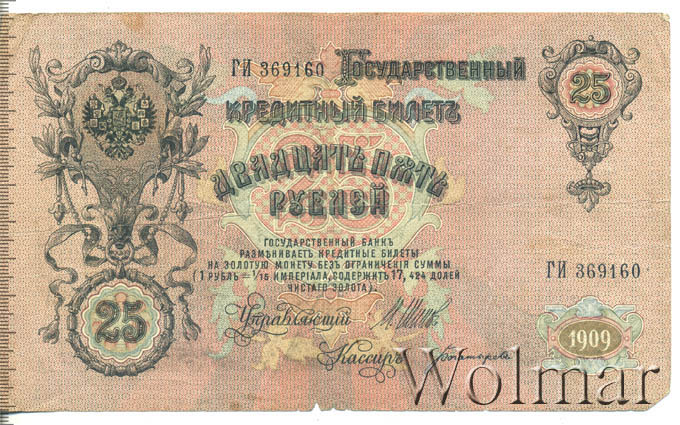 ГИ 369160 Государственный
25
Кредитный Билетъ
Двадцать пять
Рублей
Государственный Банкъ
размѣниваетъ кредитные билеты
на золотую монету безъ ограниченія суммы
(1 рубль = 1/15 имперіала, содержитъ 17,424 долей
чистаго золота).
ГИ 369160
Управляющій
25
Кассиръ
1909
Wolmar